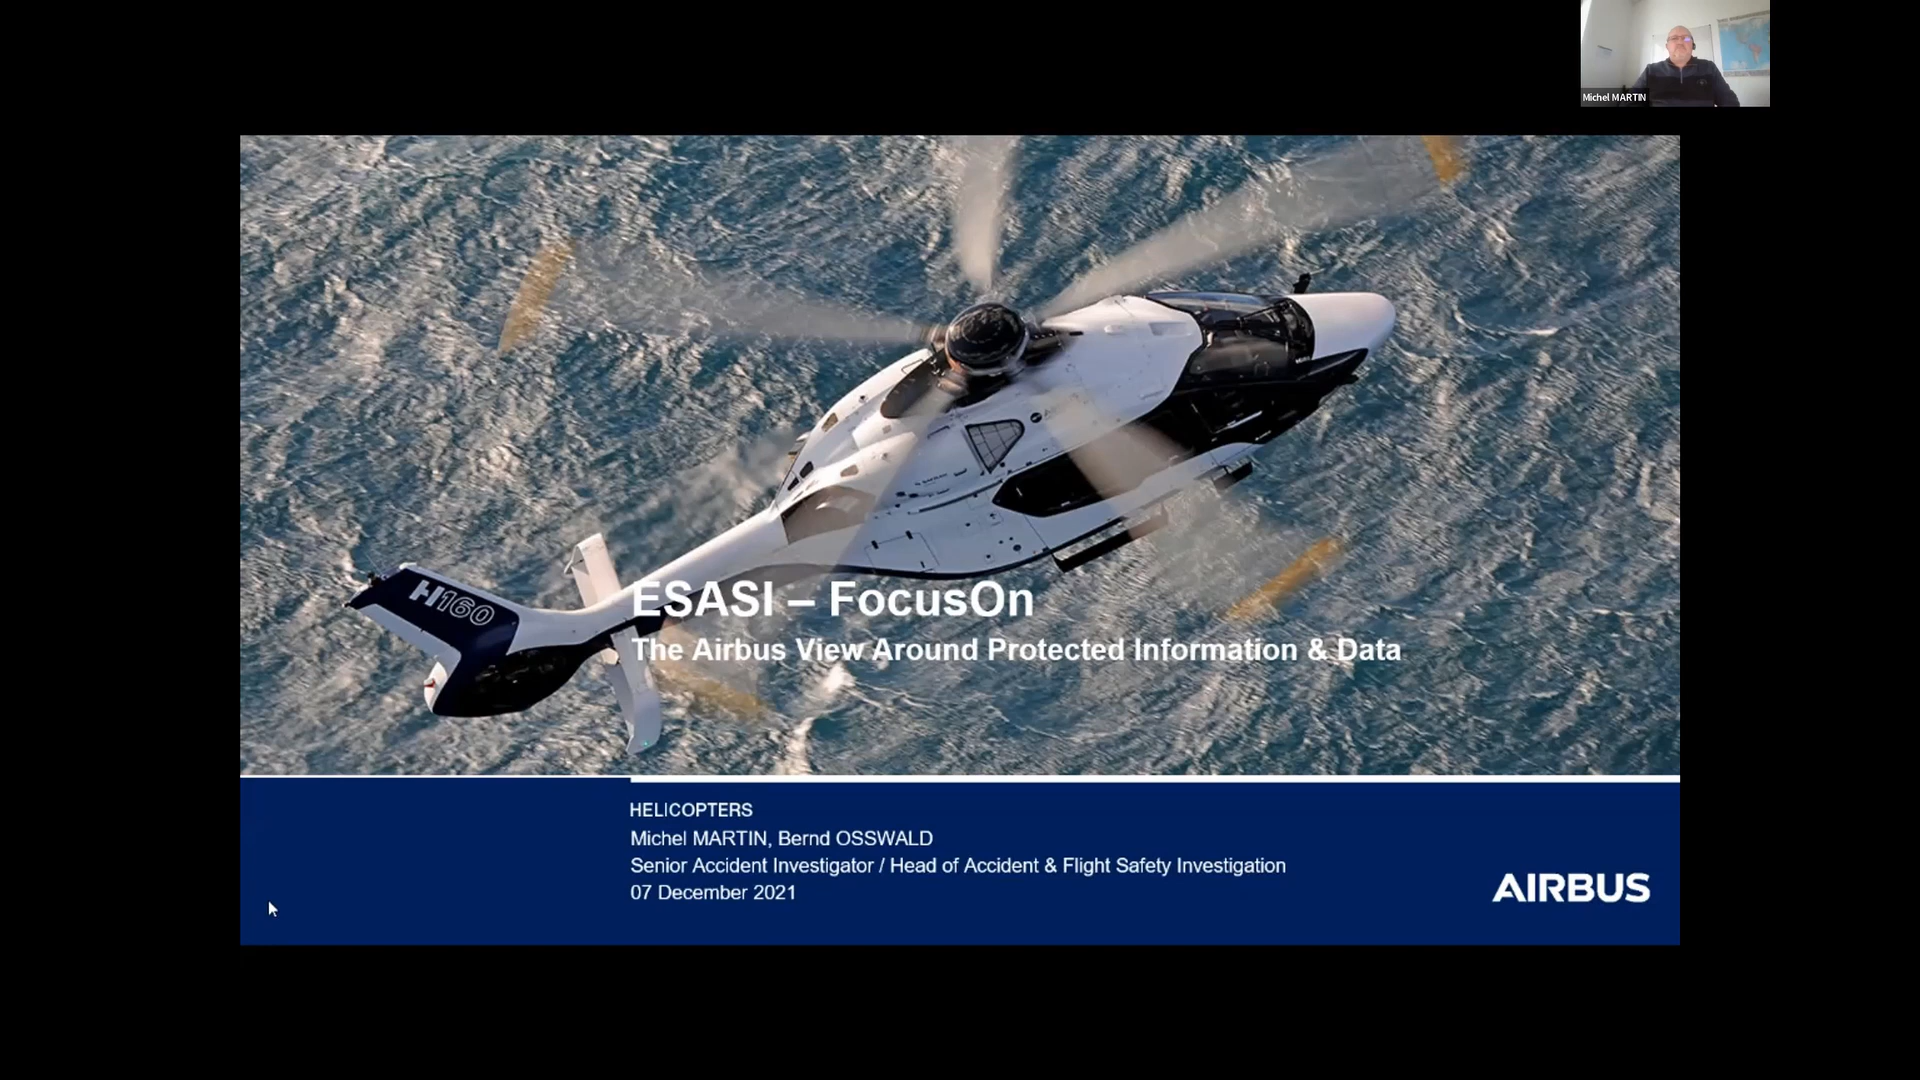 Michel MARTIN
H160
ESASI – FocusOn
The Airbus View Around Protected Information & Data
HELICOPTERS
Michel MARTIN, Bernd OSSWALD
Senior Accident Investigator / Head of Accident & Flight Safety Investigation
07 December 2021
AIRBUS